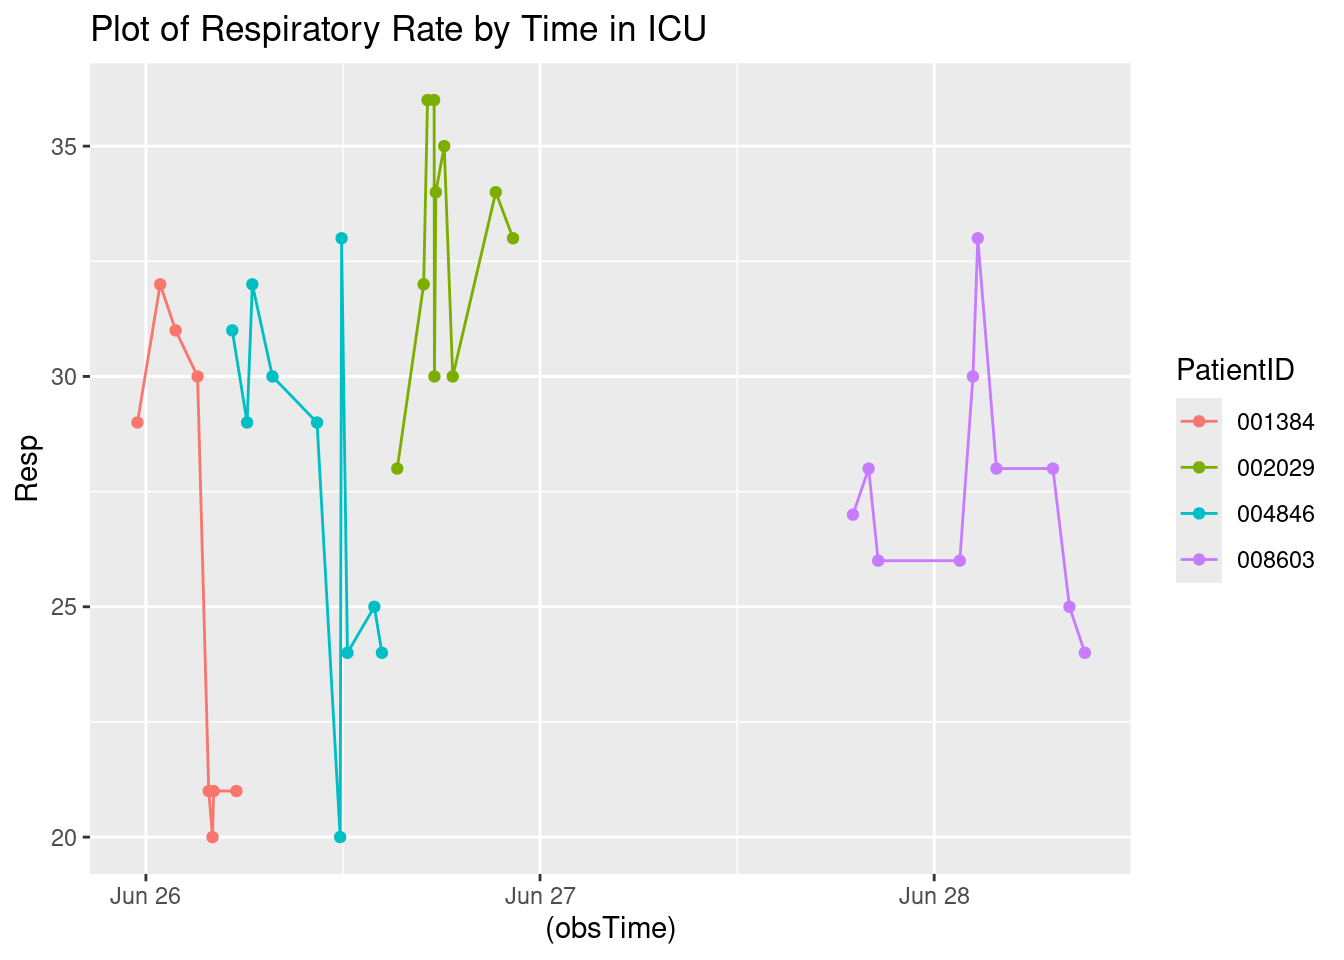 Plot of Respiratory Rate by Time in ICU
35
30
25
20
Resp
Jun 26
Jun 27
Jun 28
(obsTime)
PatientID
001384
002029
004846
008603